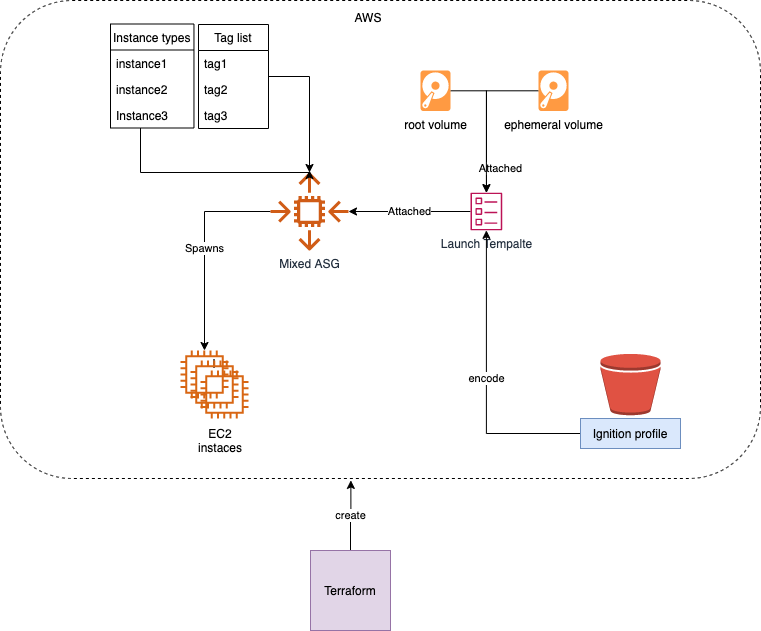 AWS
Instance types
Tag list
instance1
tag1
instance2
tag2
Instance3
tag3
root volume
ephemeral volume
Attached
Attached
Launch Tempalte
Mixed ASG
Spawns
encode
EC2
instaces
Ignition profile
create
Terraform